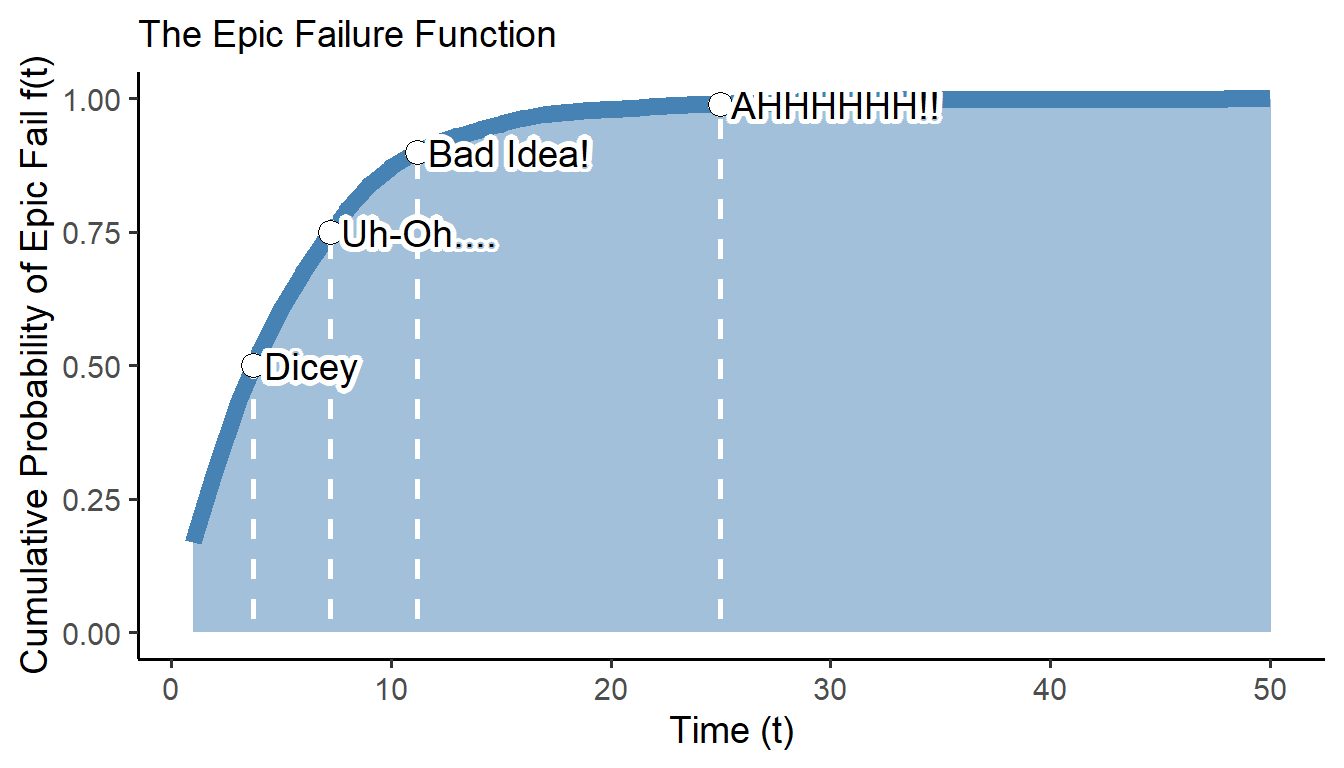 The Epic Failure Function
Cumulative Probability of Epic Fail f(t)
1.00
0.75
0.50
0.25
0.00
AHHHHHH!!
Bad Idea!
Uh-Oh....
Dicey
0
10
20
30
40
50
Time (t)